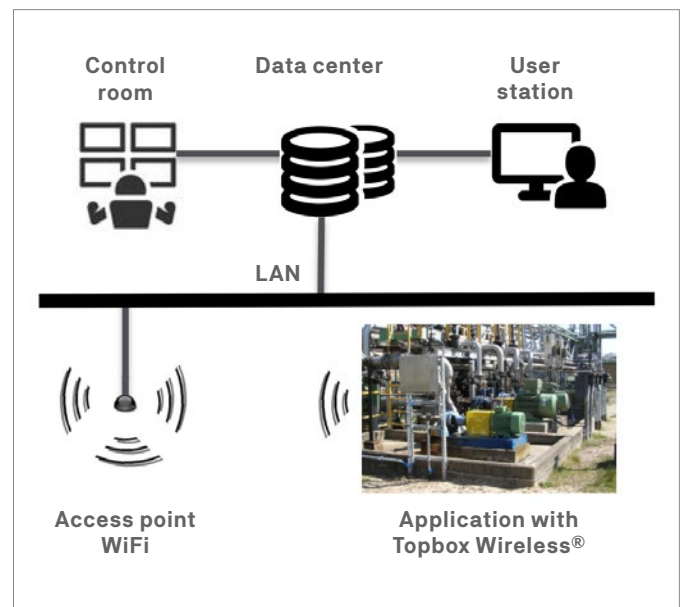 Control
room
Data center
User
station
LAN
Access point
WiFi
Application with
Topbox Wireless®